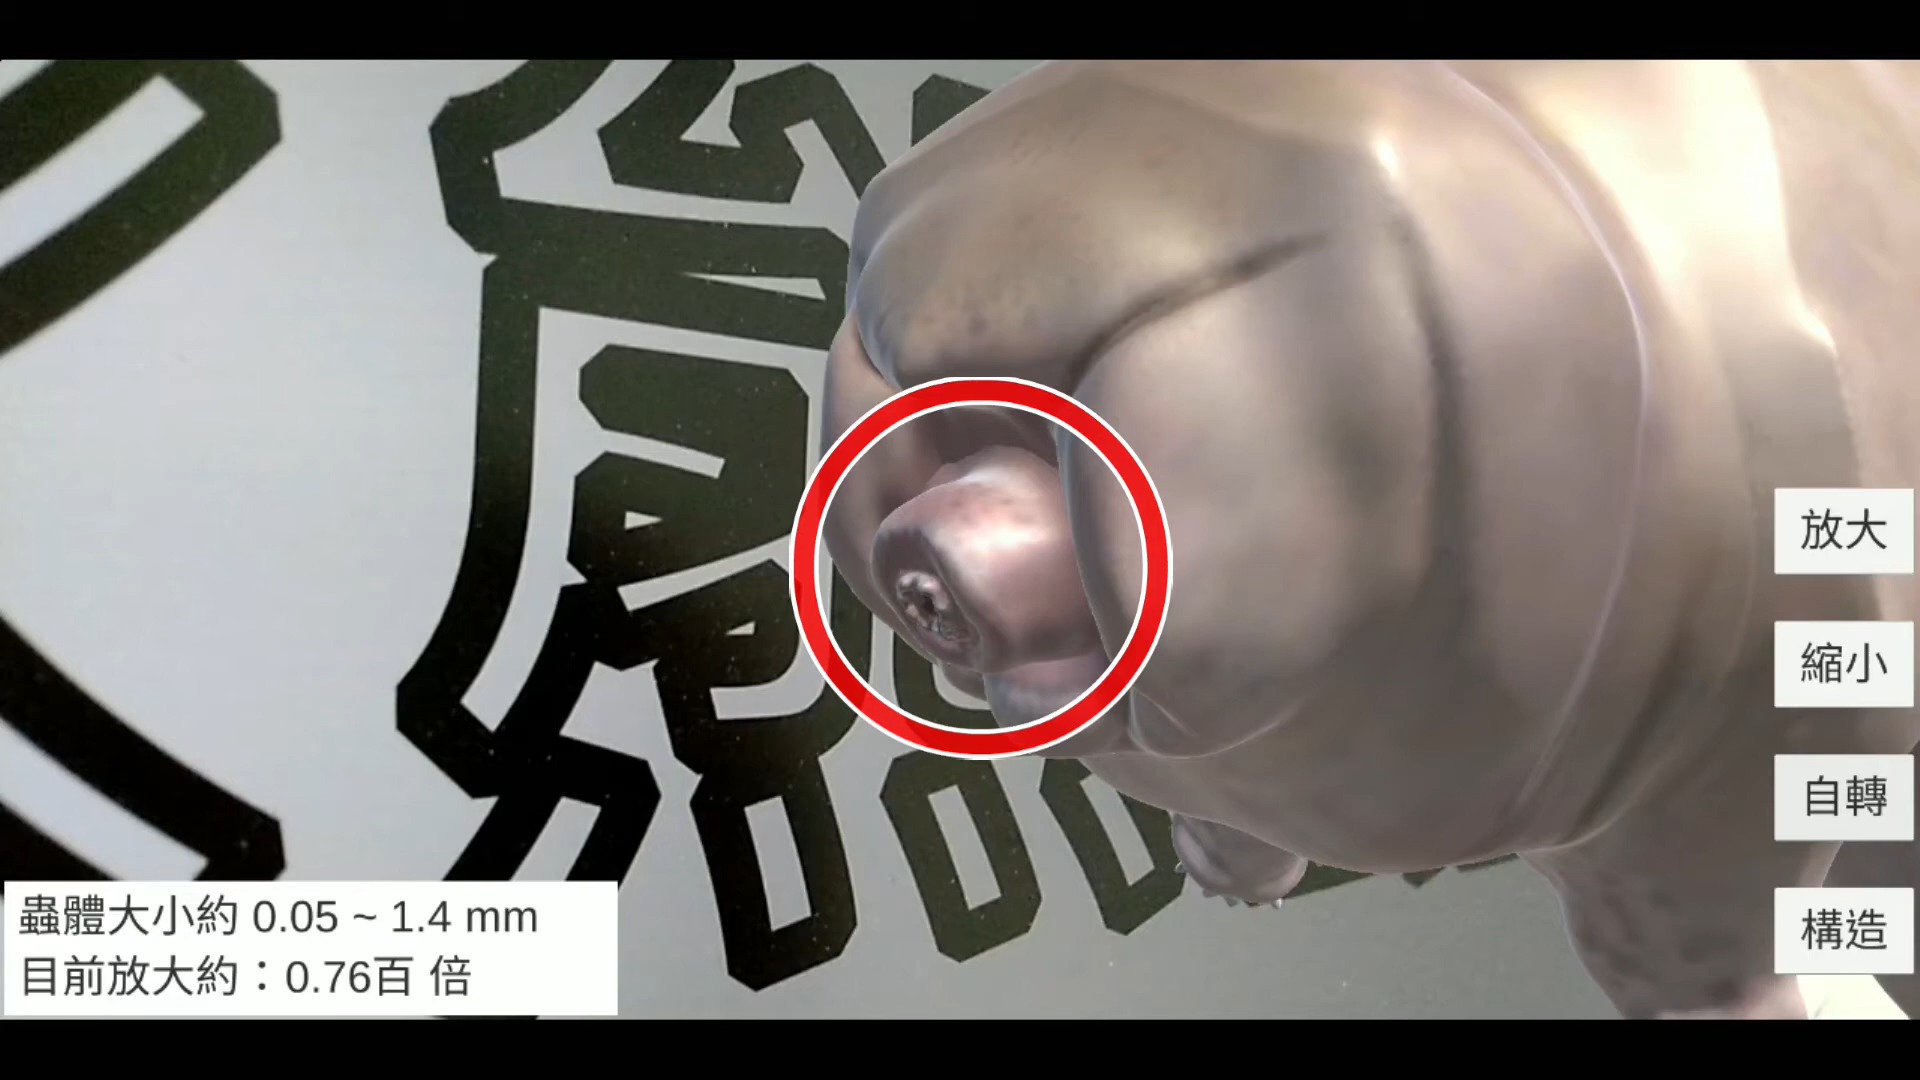 放大
縮小
自轉
構造
蟲體大小約 0.05 ~ 1.4 mm
目前放大約：0.76百 倍